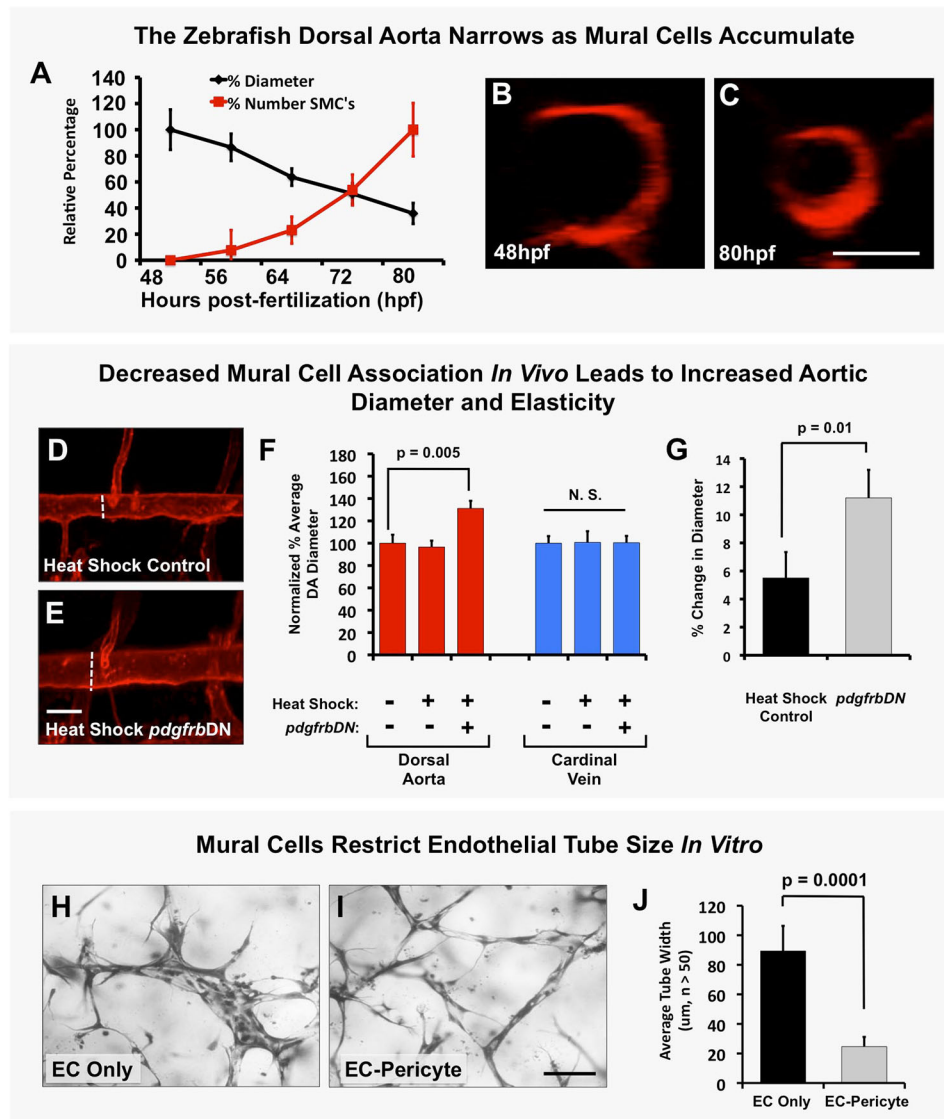 The Zebrafish Dorsal Aorta Narrows as Mural Cells Accumulate
A
% Diameter
% Number SMC's
Relative Percentage
140
120
100
80
60
40
20
0
48 56 64 72 80
Hours post-fertilization (hpf)
B
48hpf
C
80hpf
Decreased Mural Cell Association In Vivo Leads to Increased Aortic
Diameter and Elasticity
D
Heat Shock Control
E
Heat Shock pdgfrbDN
F
Normalized % Average
DA Diameter
180
160
140
120
100
80
60
40
20
0
p = 0.005
N. S.
Heat Shock: - + + - + +
pdgfrbDN: - - + - - +
Dorsal
Aorta
Cardinal
Vein
G
p = 0.01
% Change in Diameter
14
12
10
8
6
4
2
0
Heat Shock
Control
pdgfrbDN
Mural Cells Restrict Endothelial Tube Size In Vitro
H
EC Only
I
EC-Pericyte
J
p = 0.0001
Average Tube Width
(um, n > 50)
120
100
80
60
40
20
0
EC Only EC-Pericyte